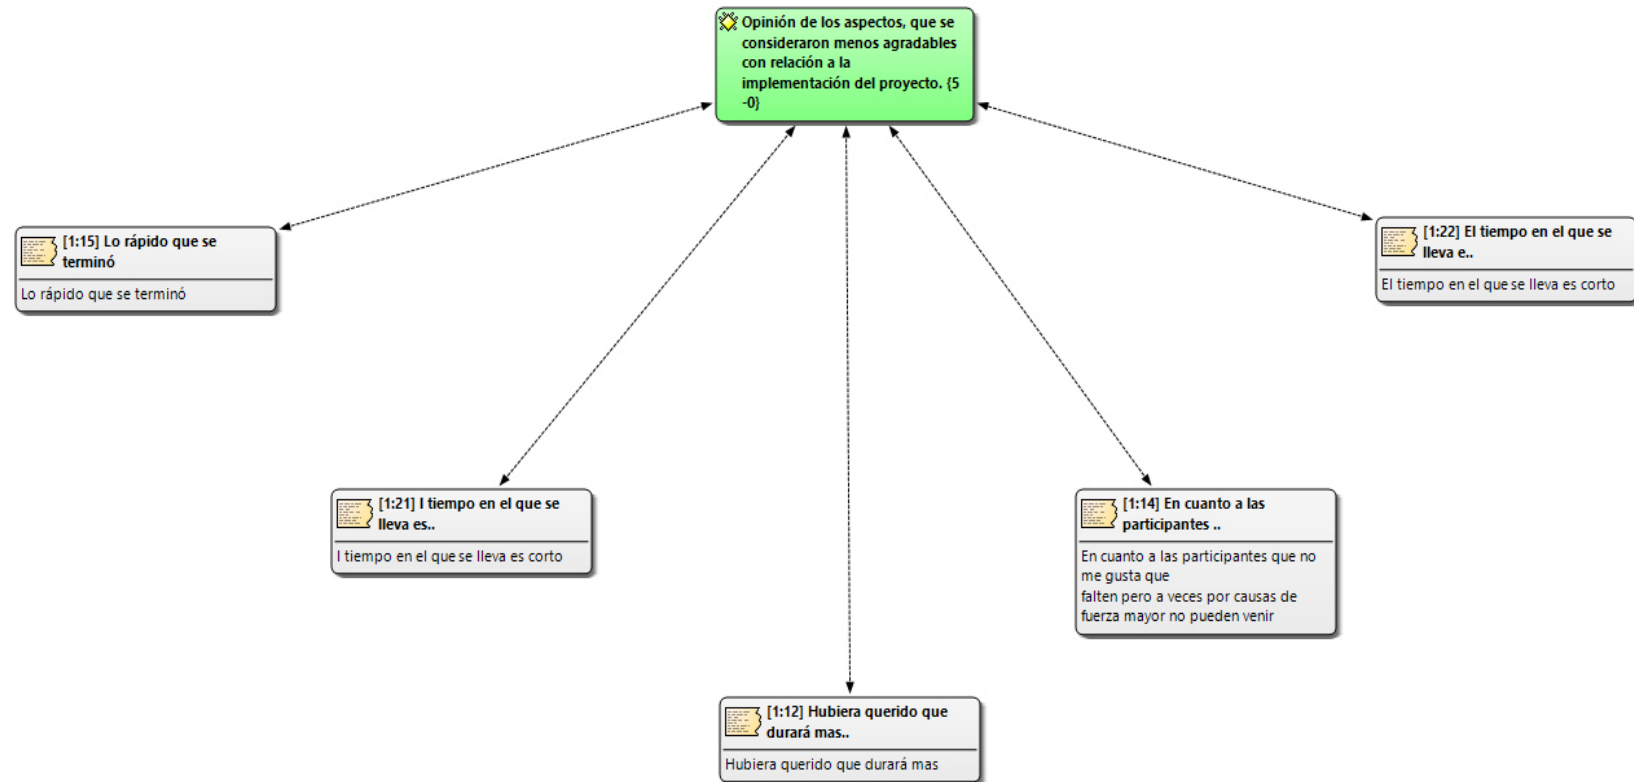 Opinión de los aspectos, que se
consideraron menos agradables
con relación a la
implementación del proyecto. {5
-0}
[1:15] Lo rápido que se
terminó
Lo rápido que se terminó
[1:22] El tiempo en el que se
lleva e..
El tiempo en el que se lleva es corto
[1:21] l tiempo en el que se
lleva es..
l tiempo en el que se lleva es corto
[1:14] En cuanto a las
participantes ..
En cuanto a las participantes que no
me gusta que
falten pero a veces por causas de
fuerza mayor no pueden venir
[1:12] Hubiera querido que
durará mas..
Hubiera querido que durará mas